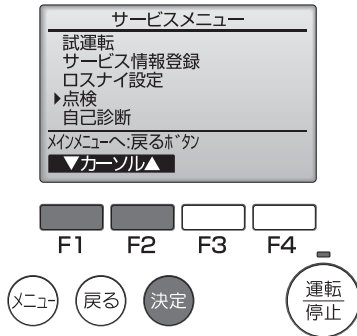 サービスメニュー
試運転
サービス情報登録
ロスナイ設定
▶点検
自己診断
メインメニューへ:戻るボタン
▼カーソル▲
F1 F2 F3 F4
メニュー 戻る 決定 運転
停止